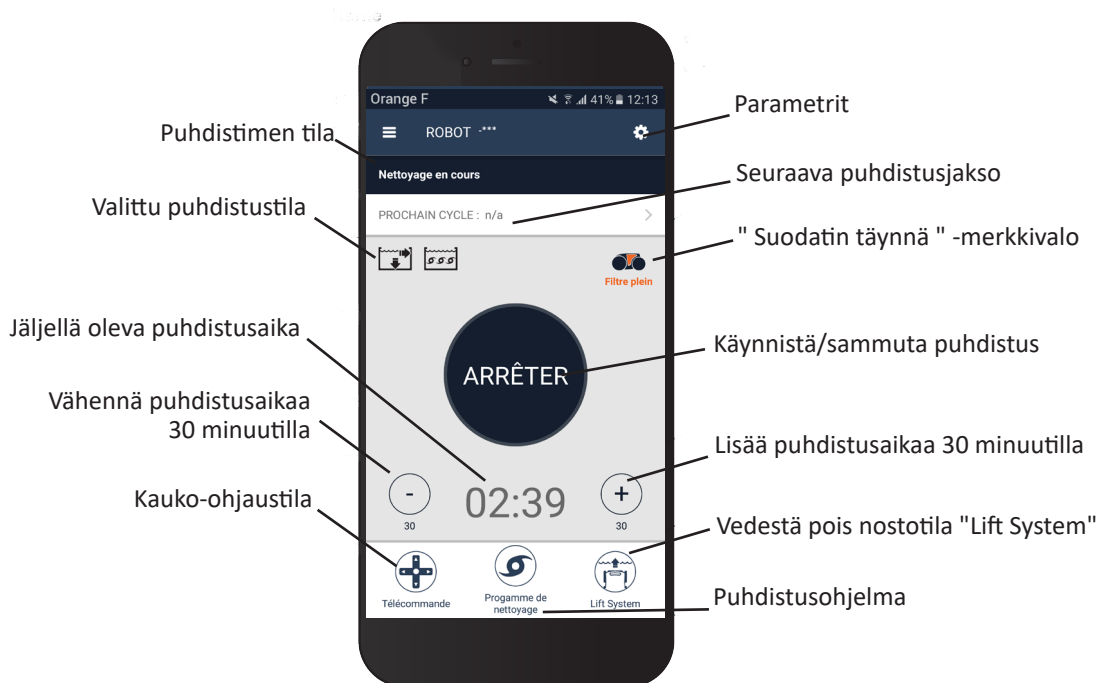 Orange F 41% 12:13
Parametrit
ROBOT -***
Puhdistimen tila
Nettoyage en cours
Seuraava puhdistusjakso
Valittu puhdistustila
PROCHAIN CYCLE : n/a
" Suodatin täynnä " -merkkivalo
Filtre plein
Jäljellä oleva puhdistusaika
Käynnistä/sammuta puhdistus
ARRÊTER
Vähennä puhdistusaikaa
30 minuutilla
Lisää puhdistusaikaa 30 minuutilla
-
02:39
+
Kauko-ohjaustila
30
30
Vedestä pois nostotila "Lift System"
Télécommande
Progamme de
nettoyage
Lift System
Puhdistusohjelma